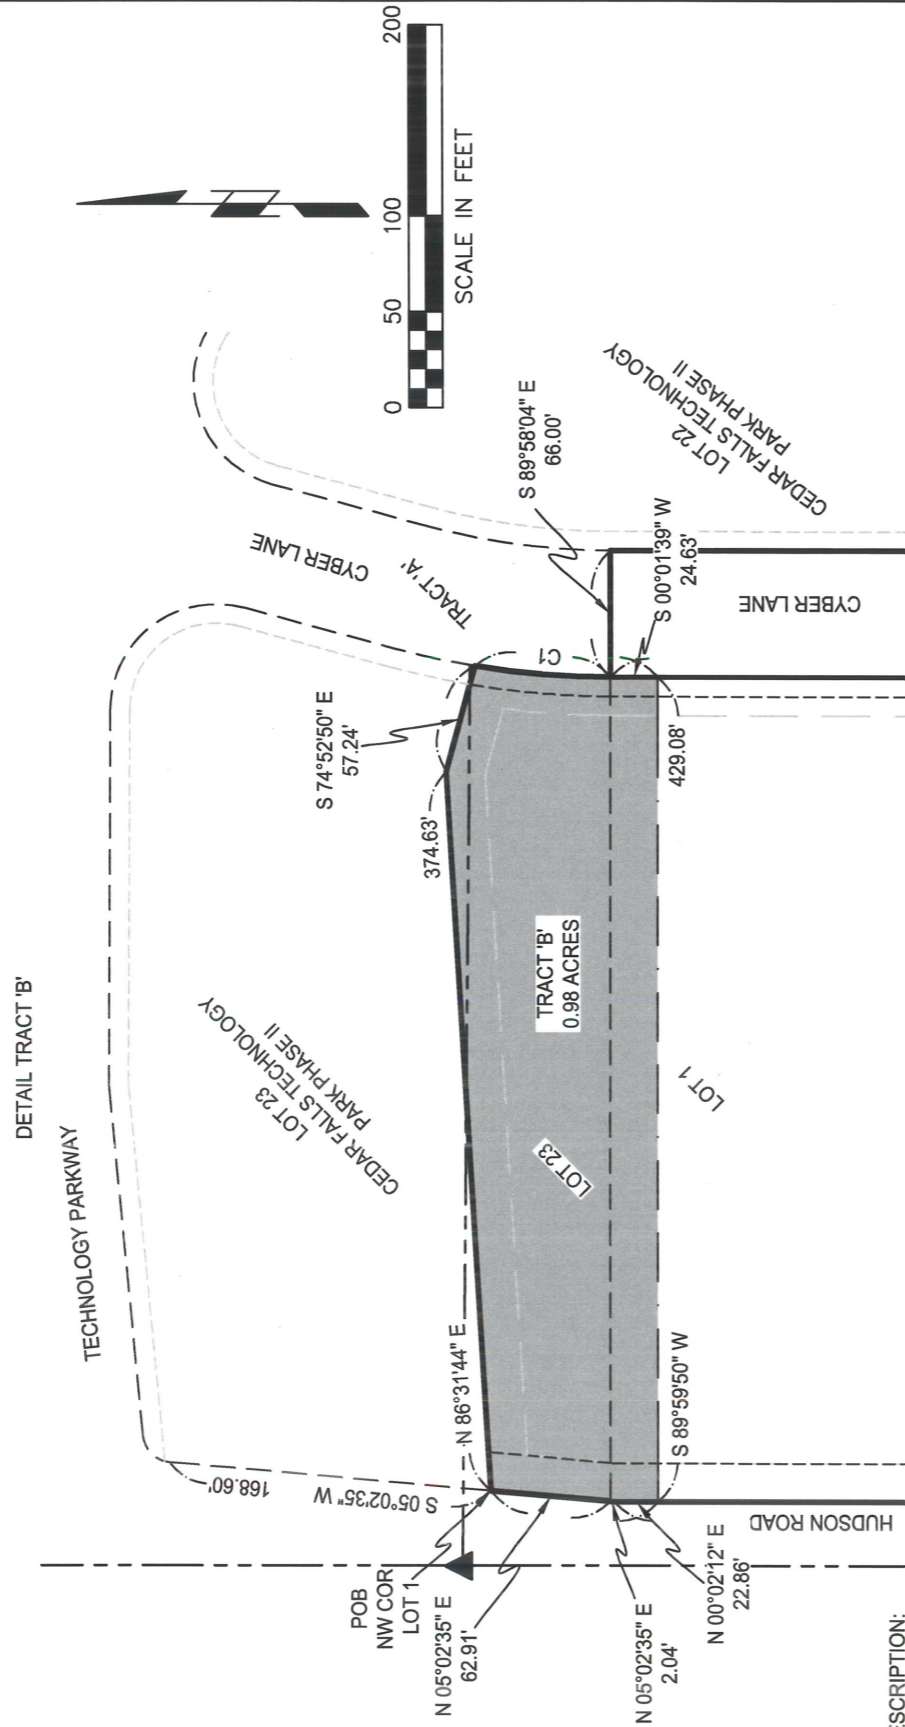 DETAIL TRACT 'B'
TECHNOLOGY PARKWAY
0
50
100
200
SCALE IN FEET
CYBER LANE
TRACT 'A'
LOT 22
CEDAR FALLS TECHNOLOGY
PARK PHASE II
LOT 23
CEDAR FALLS TECHNOLOGY
PARK PHASE II
S 74°52'50" E
57.24'
374.63'
S 89°58'04" E
66.00'
S 00°01'39" W
24.63'
C1
CYBER LANE
429.08'
TRACT 'B'
0.98 ACRES
LOT 23
LOT 1
168.60'
S 05°02'35" W
N 86°31'44" E
S 89°59'50" W
POB
NW COR
LOT 1
N 05°02'35" E
62.91'
N 05°02'35" E
2.04'
N 00°02'12" E
22.86'
HUDSON ROAD
ESCRIPTION: